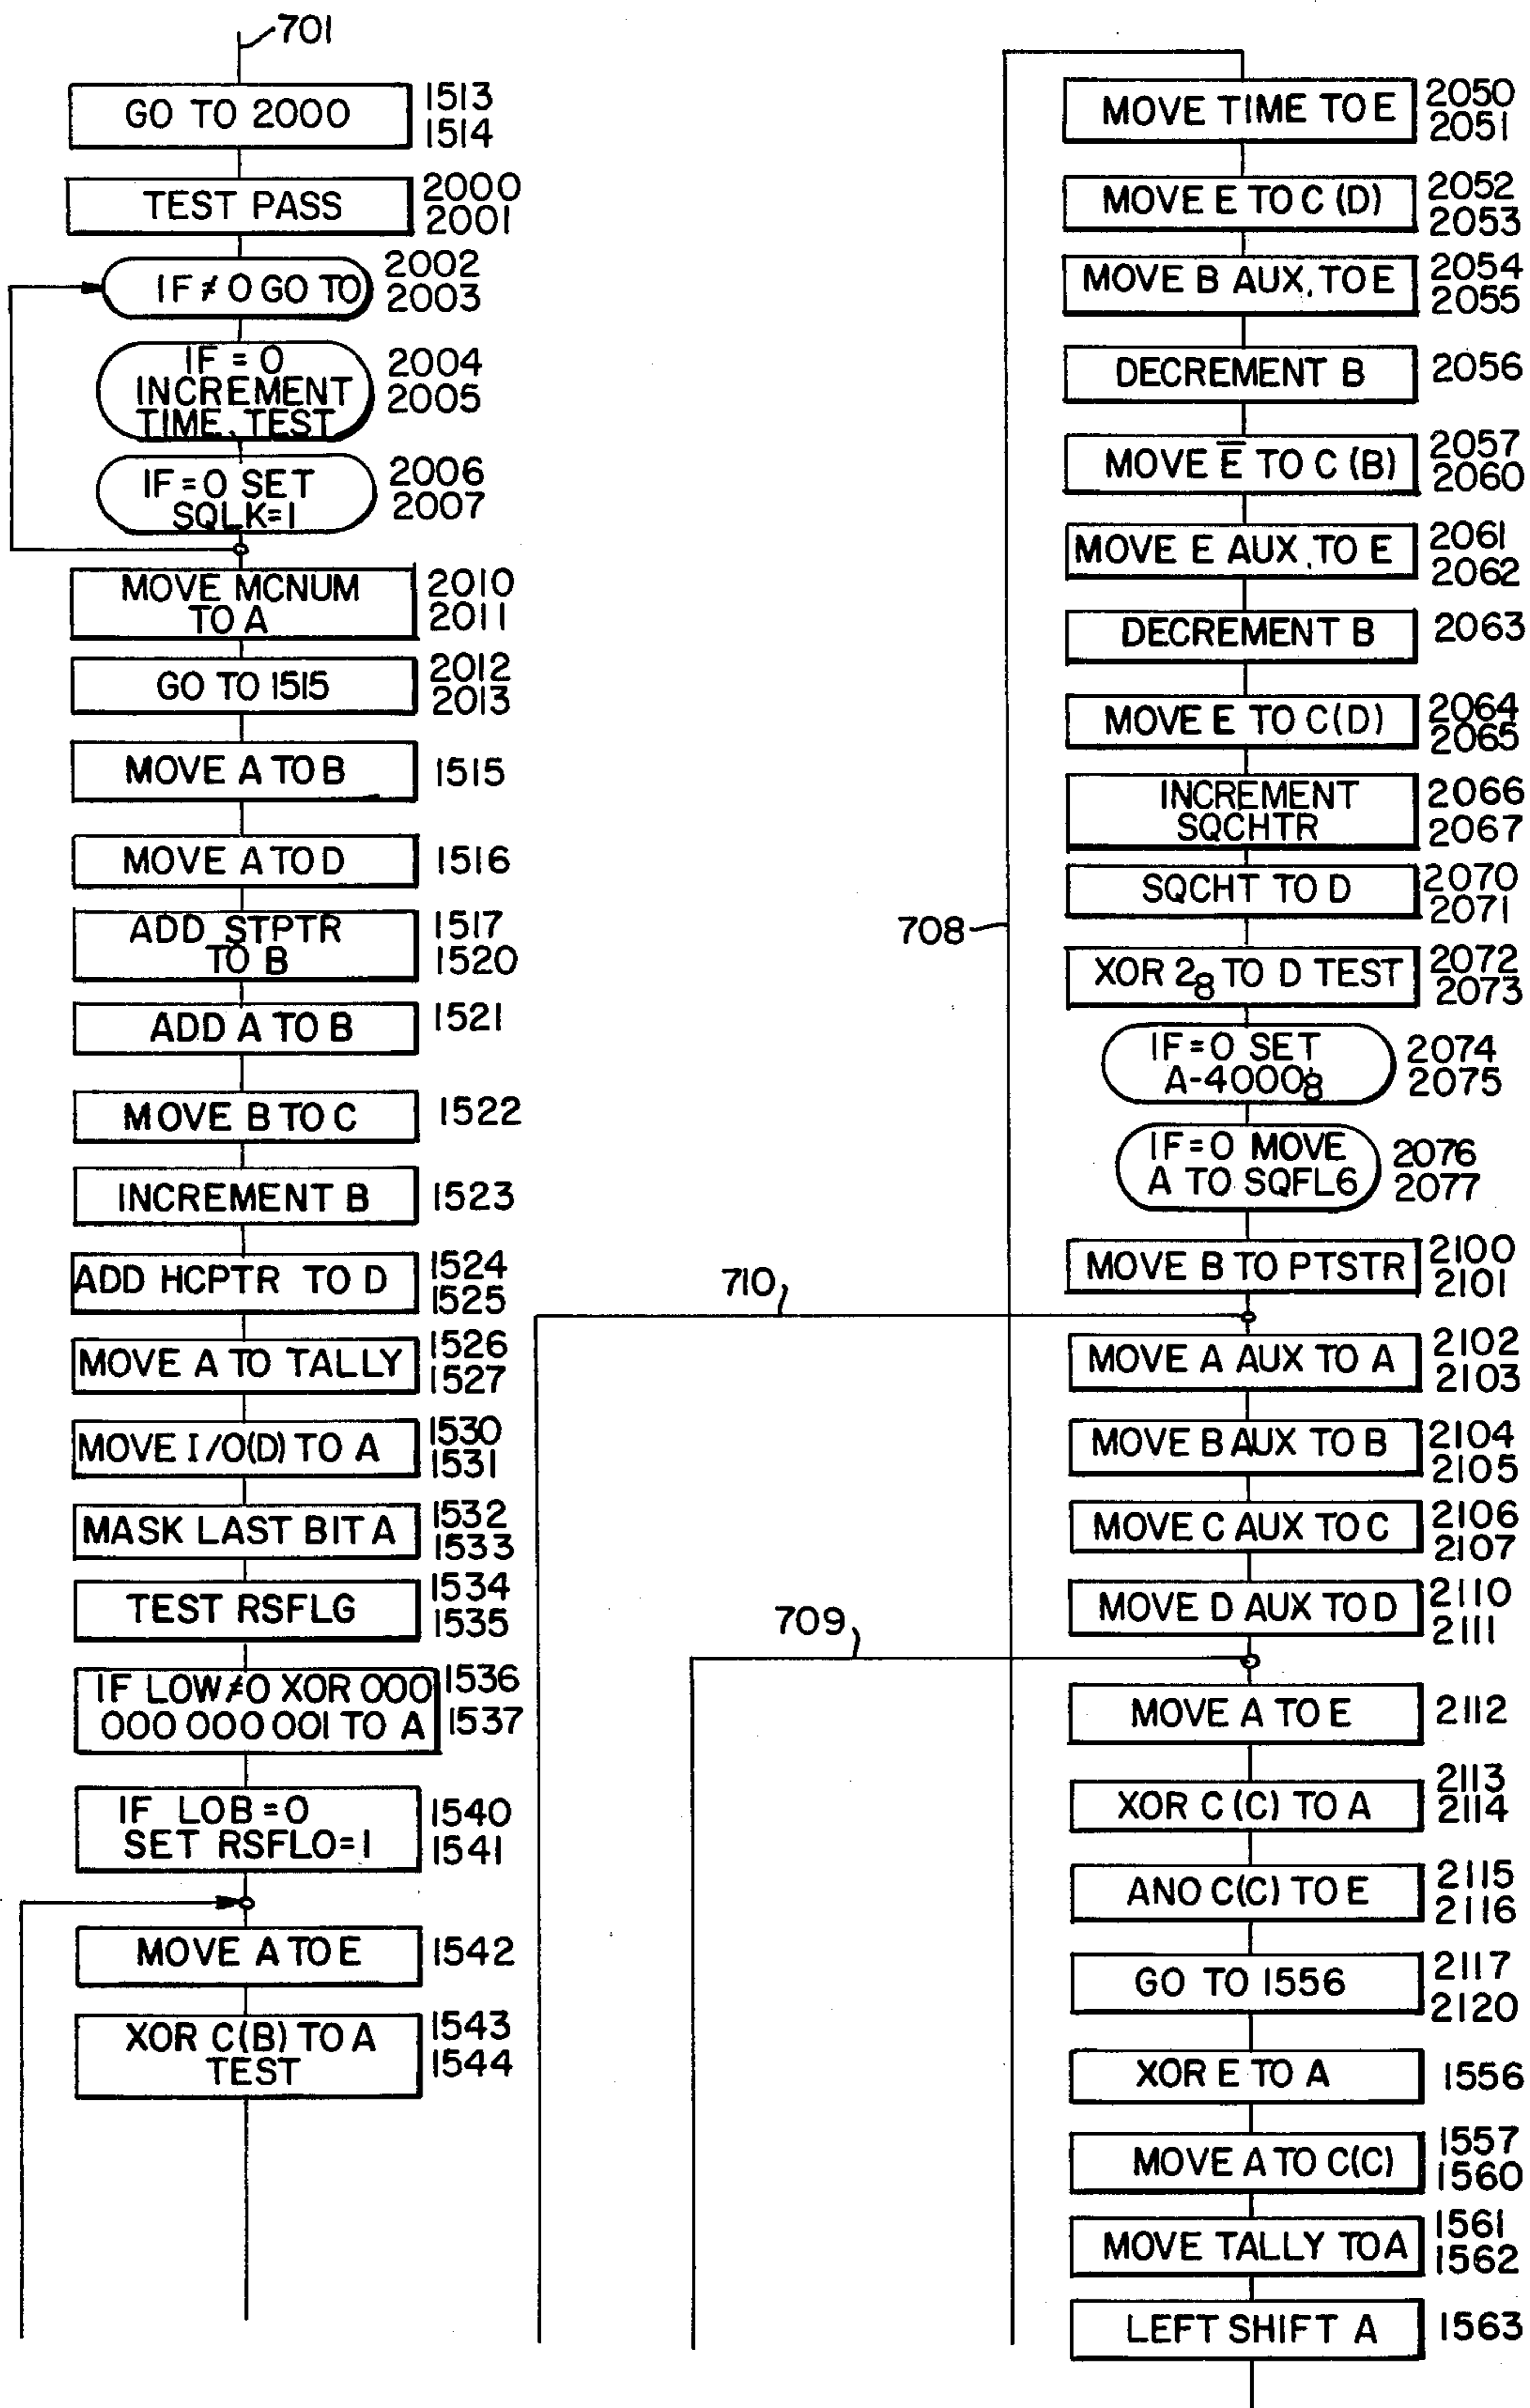 701
GO TO 2000
1513
1514
TEST PASS
2000
2001
IF ≠ 0 GO TO
2002
2003
IF = 0
INCREMENT
TIME, TEST
2004
2005
IF = 0 SET
SQLK=1
2006
2007
MOVE MCNUM
TO A
2010
2011
GO TO 1515
2012
2013
MOVE A TO B
1515
MOVE A TO D
1516
ADD STPTR
TO B
1517
1520
ADD A TO B
1521
MOVE B TO C
1522
INCREMENT B
1523
ADD HCPTR TO D
1524
1525
MOVE A TO TALLY
1526
1527
MOVE I/O(D) TO A
1530
1531
MASK LAST BIT A
1532
1533
TEST RSFLG
1534
1535
IF LOW≠0 XOR 000
000 000 001 TO A
1536
1537
IF LOB = 0
SET RSFLO=1
1540
1541
MOVE A TO E
1542
XOR C(B) TO A
TEST
1543
1544
708
710
709
MOVE TIME TO E
2050
2051
MOVE E TO C (D)
2052
2053
MOVE B AUX. TO E
2054
2055
DECREMENT B
2056
MOVE E̅ TO C (B)
2057
2060
MOVE E AUX. TO E
2061
2062
DECREMENT B
2063
MOVE E TO C(D)
2064
2065
INCREMENT
SQCHTR
2066
2067
SQCHT TO D
2070
2071
XOR 2₈ TO D TEST
2072
2073
IF = 0 SET
A-4000₈
2074
2075
IF = 0 MOVE
A TO SQFL6
2076
2077
MOVE B TO PTSTR
2100
2101
MOVE A AUX TO A
2102
2103
MOVE B AUX TO B
2104
2105
MOVE C AUX TO C
2106
2107
MOVE D AUX TO D
2110
2111
MOVE A TO E
2112
XOR C (C) TO A
2113
2114
ANO C(C) TO E
2115
2116
GO TO 1556
2117
2120
XOR E TO A
1556
MOVE A TO C(C)
1557
1560
MOVE TALLY TO A
1561
1562
LEFT SHIFT A
1563